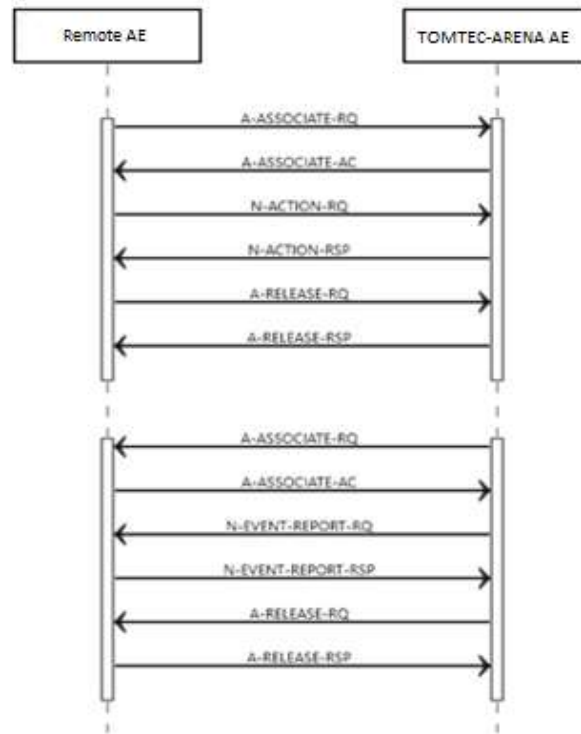 Remote AE
TOMTEC-ARENA AE
A-ASSOCIATE-RQ
A-ASSOCIATE-AC
N-ACTION-RQ
N-ACTION-RSP
A-RELEASE-RQ
A-RELEASE-RSP
A-ASSOCIATE-RQ
A-ASSOCIATE-AC
N-EVENT-REPORT-RQ
N-EVENT-REPORT-RSP
A-RELEASE-RQ
A-RELEASE-RSP